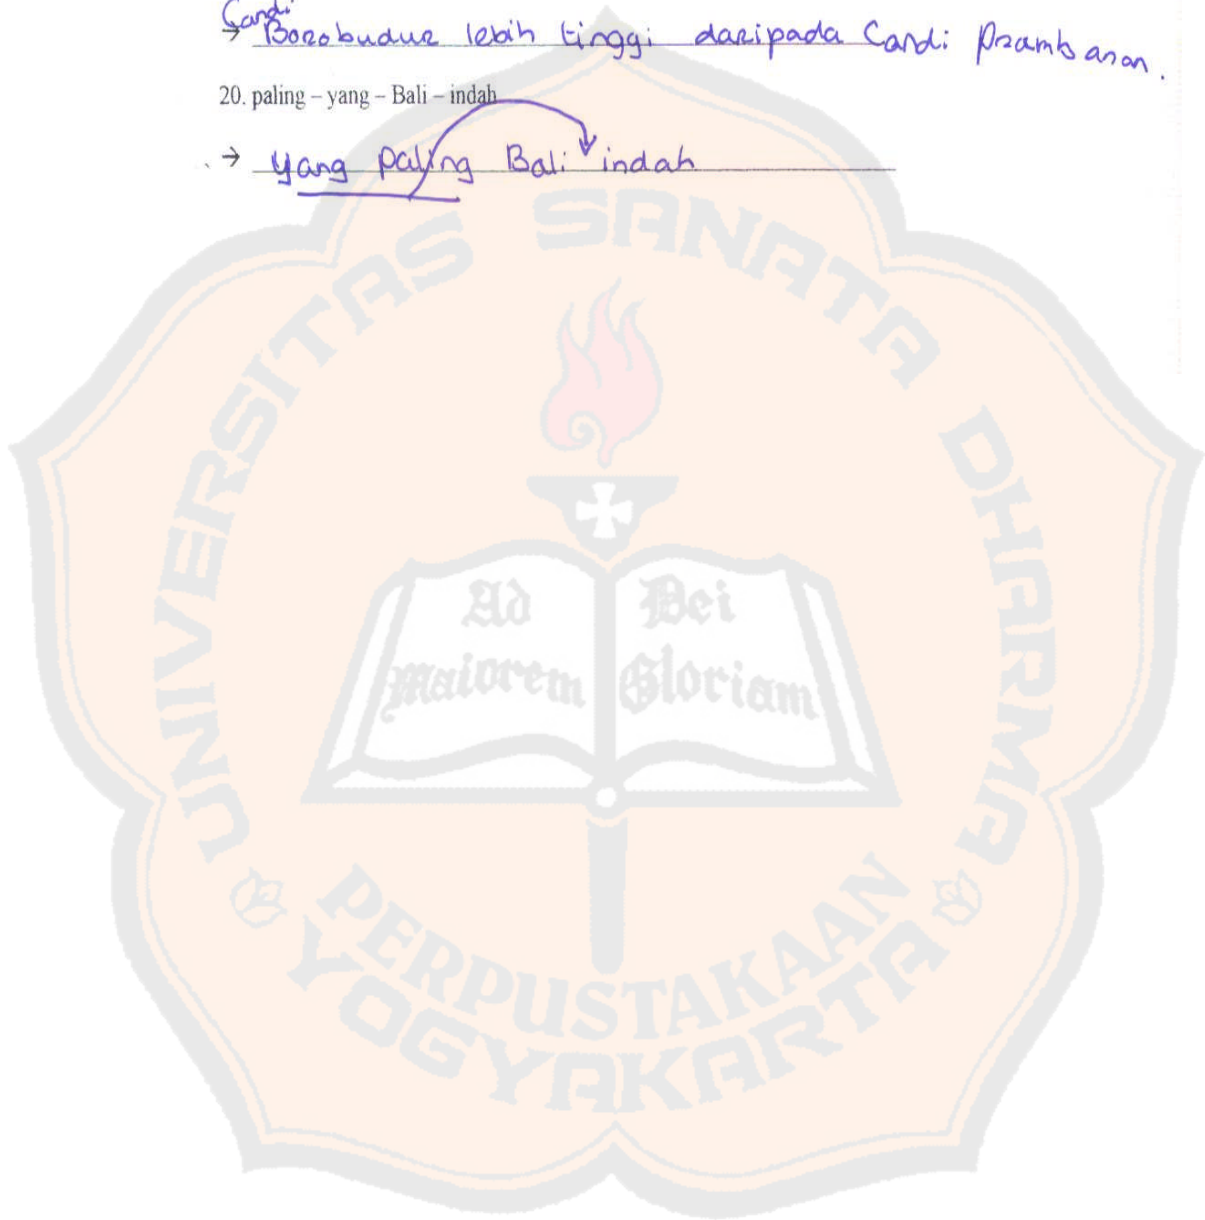 Candi
→ Borobudur lebih tinggi daripada Candi Prambanan.
20. paling – yang – Bali – indah
→ yang paling Bali indah
UNIVERSITAS SANATA DHARMA
Ad Dei
Maiorem Gloriam
PERPUSTAKAAN
YOGYAKARTA